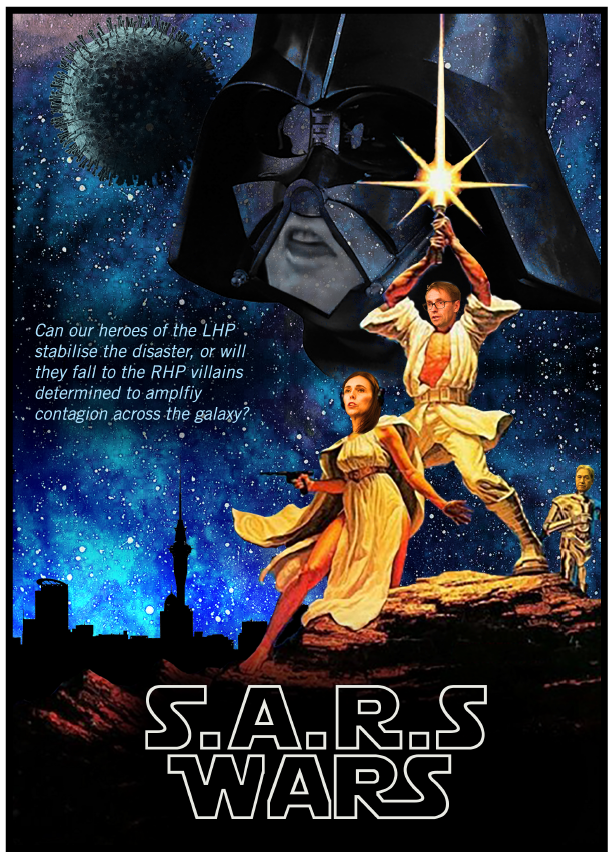 Can our heroes of the LHP
stabilise the disaster, or will
they fall to the RHP villains
determined to amplfiy
contagion across the galaxy?
S.A.R.S
WARS